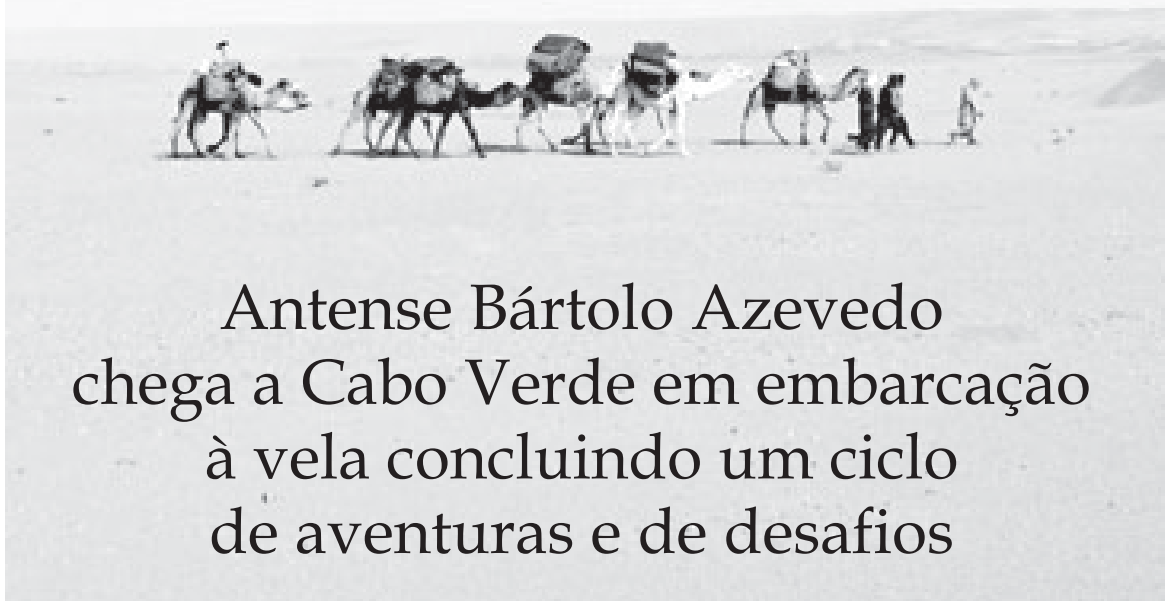 Antense Bártolo Azevedo
chega a Cabo Verde em embarcação
à vela concluindo um ciclo
de aventuras e de desafios